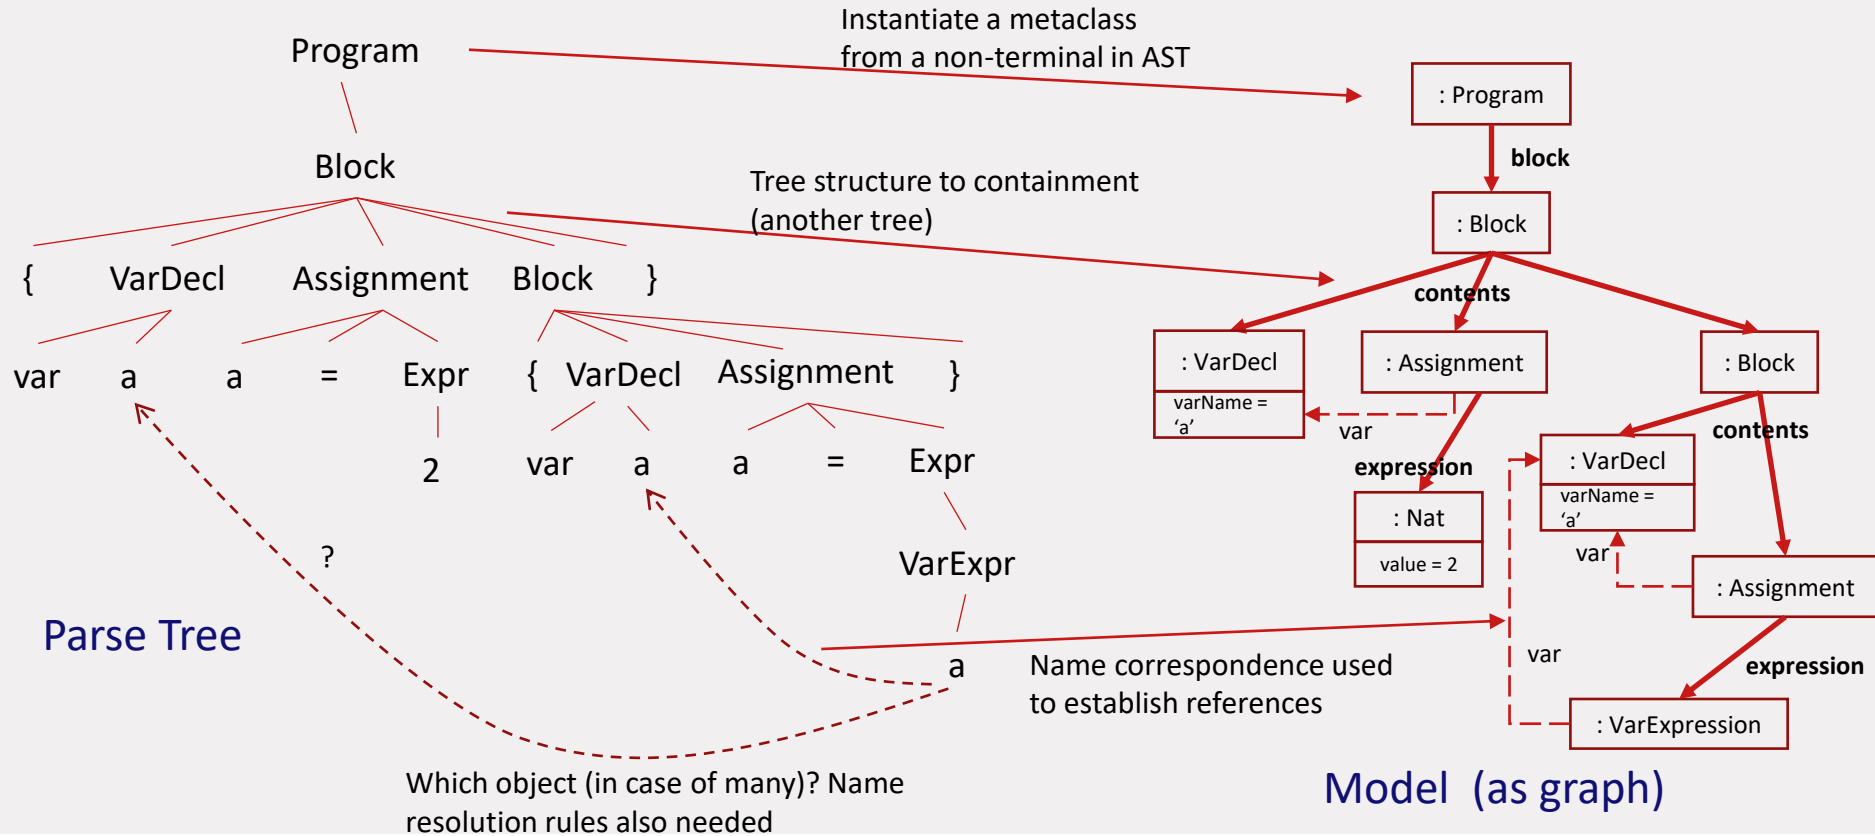 Instantiate a metaclass
from a non-terminal in AST
Program
: Program
block
Block
Tree structure to containment
(another tree)
: Block
{ VarDecl Assignment Block }
contents
: VarDecl
varName =
‘a’
: Assignment
: Block
var a a = Expr { VarDecl Assignment }
var
contents
2 var a a = Expr
expression
: Nat
value = 2
: VarDecl
varName =
‘a’
?
VarExpr
var
: Assignment
Parse Tree
a
Name correspondence used
to establish references
var
expression
: VarExpression
Which object (in case of many)? Name
resolution rules also needed
Model (as graph)